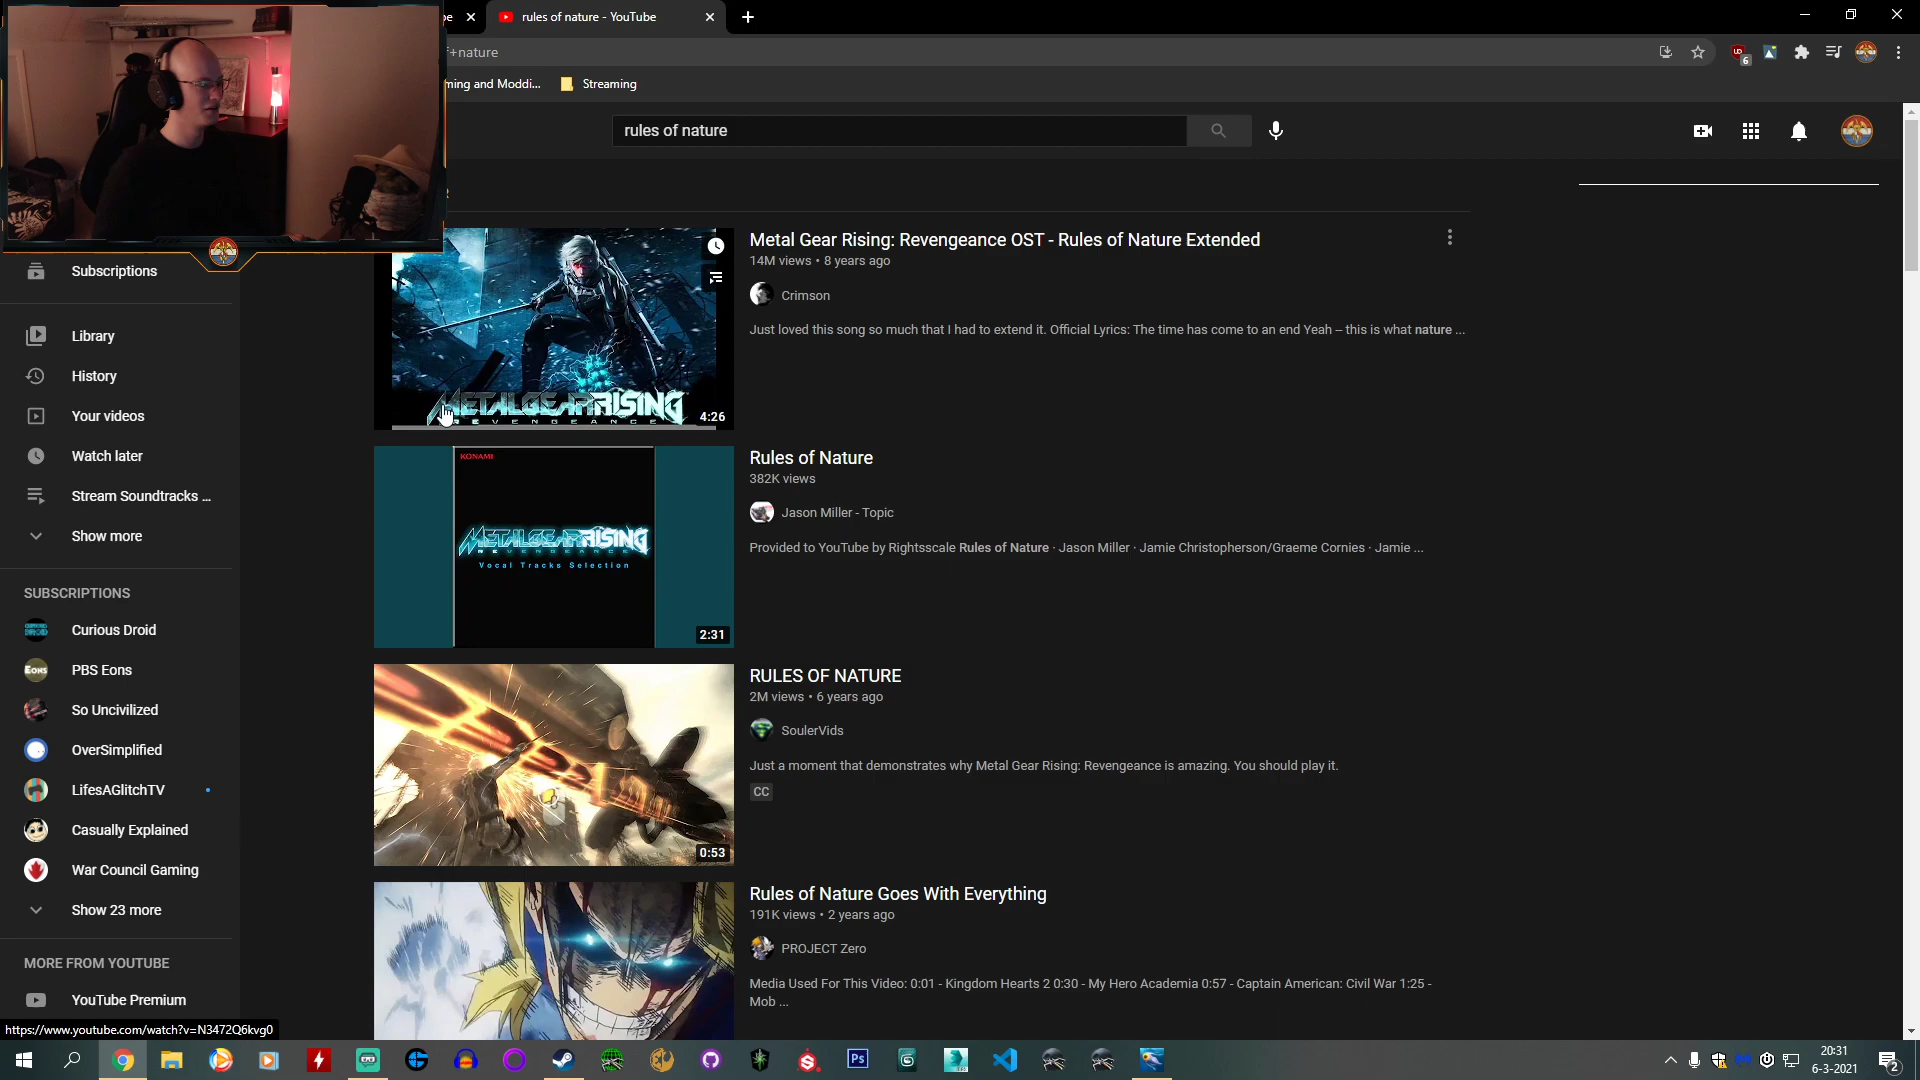 rules of nature - YouTube
f+nature
6
ming and Moddi...
Streaming
rules of nature
Metal Gear Rising: Revengeance OST - Rules of Nature Extended
14M views • 8 years ago
Crimson
Just loved this song so much that I had to extend it. Official Lyrics: The time has come to an end Yeah – this is what nature ...
METAL GEAR RISING
REVENGEANCE
4:26
Subscriptions
Library
History
Your videos
Watch later
Stream Soundtracks ...
Show more
KONAMI
METAL GEAR RISING
REVENGEANCE
Vocal Tracks Selection
2:31
Rules of Nature
382K views
Jason Miller - Topic
Provided to YouTube by Rightsscale Rules of Nature · Jason Miller · Jamie Christopherson/Graeme Cornies · Jamie ...
SUBSCRIPTIONS
Curious Droid
EONS
PBS Eons
So Uncivilized
OverSimplified
LifesAGlitchTV
Casually Explained
War Council Gaming
Show 23 more
0:53
RULES OF NATURE
2M views • 6 years ago
SoulerVids
Just a moment that demonstrates why Metal Gear Rising: Revengeance is amazing. You should play it.
CC
Rules of Nature Goes With Everything
191K views • 2 years ago
PROJECT Zero
Media Used For This Video: 0:01 - Kingdom Hearts 2 0:30 - My Hero Academia 0:57 - Captain American: Civil War 1:25 -
Mob ...
MORE FROM YOUTUBE
YouTube Premium
https://www.youtube.com/watch?v=N3472Q6kvg0
Ps
20:31
6-3-2021
2